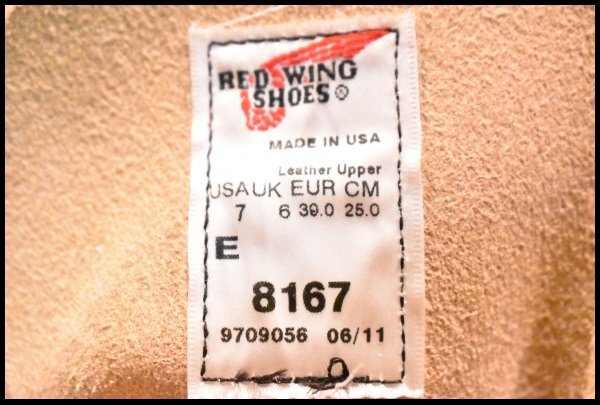 RED WING
SHOES®
MADE IN USA
Leather Upper
USA UK EUR CM
7 6 39.0 25.0
E
8167
9709056 06/11